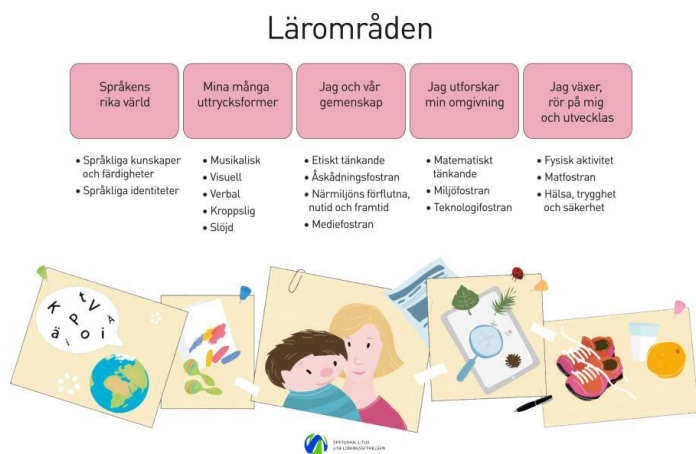 Lärområden
Språkens
rika värld
Mina många
uttrycksformer
Jag och vår
gemenskap
Jag utforskar
min omgivning
Jag växer,
rör på mig
och utvecklas
• Språkliga kunskaper
och färdigheter
• Språkliga identiteter
• Musikalisk
• Visuell
• Verbal
• Kroppslig
• Slöjd
• Etiskt tänkande
• Åskådningsfostran
• Närmiljöns förflutna,
nutid och framtid
• Mediefostran
• Matematiskt
tänkande
• Miljöfostran
• Teknologifostran
• Fysisk aktivitet
• Matfostran
• Hälsa, trygghet
och säkerhet
K t V
P Å
ä i o i
OPETUSHALLITUS
UTBILDNINGSSTYRELSEN